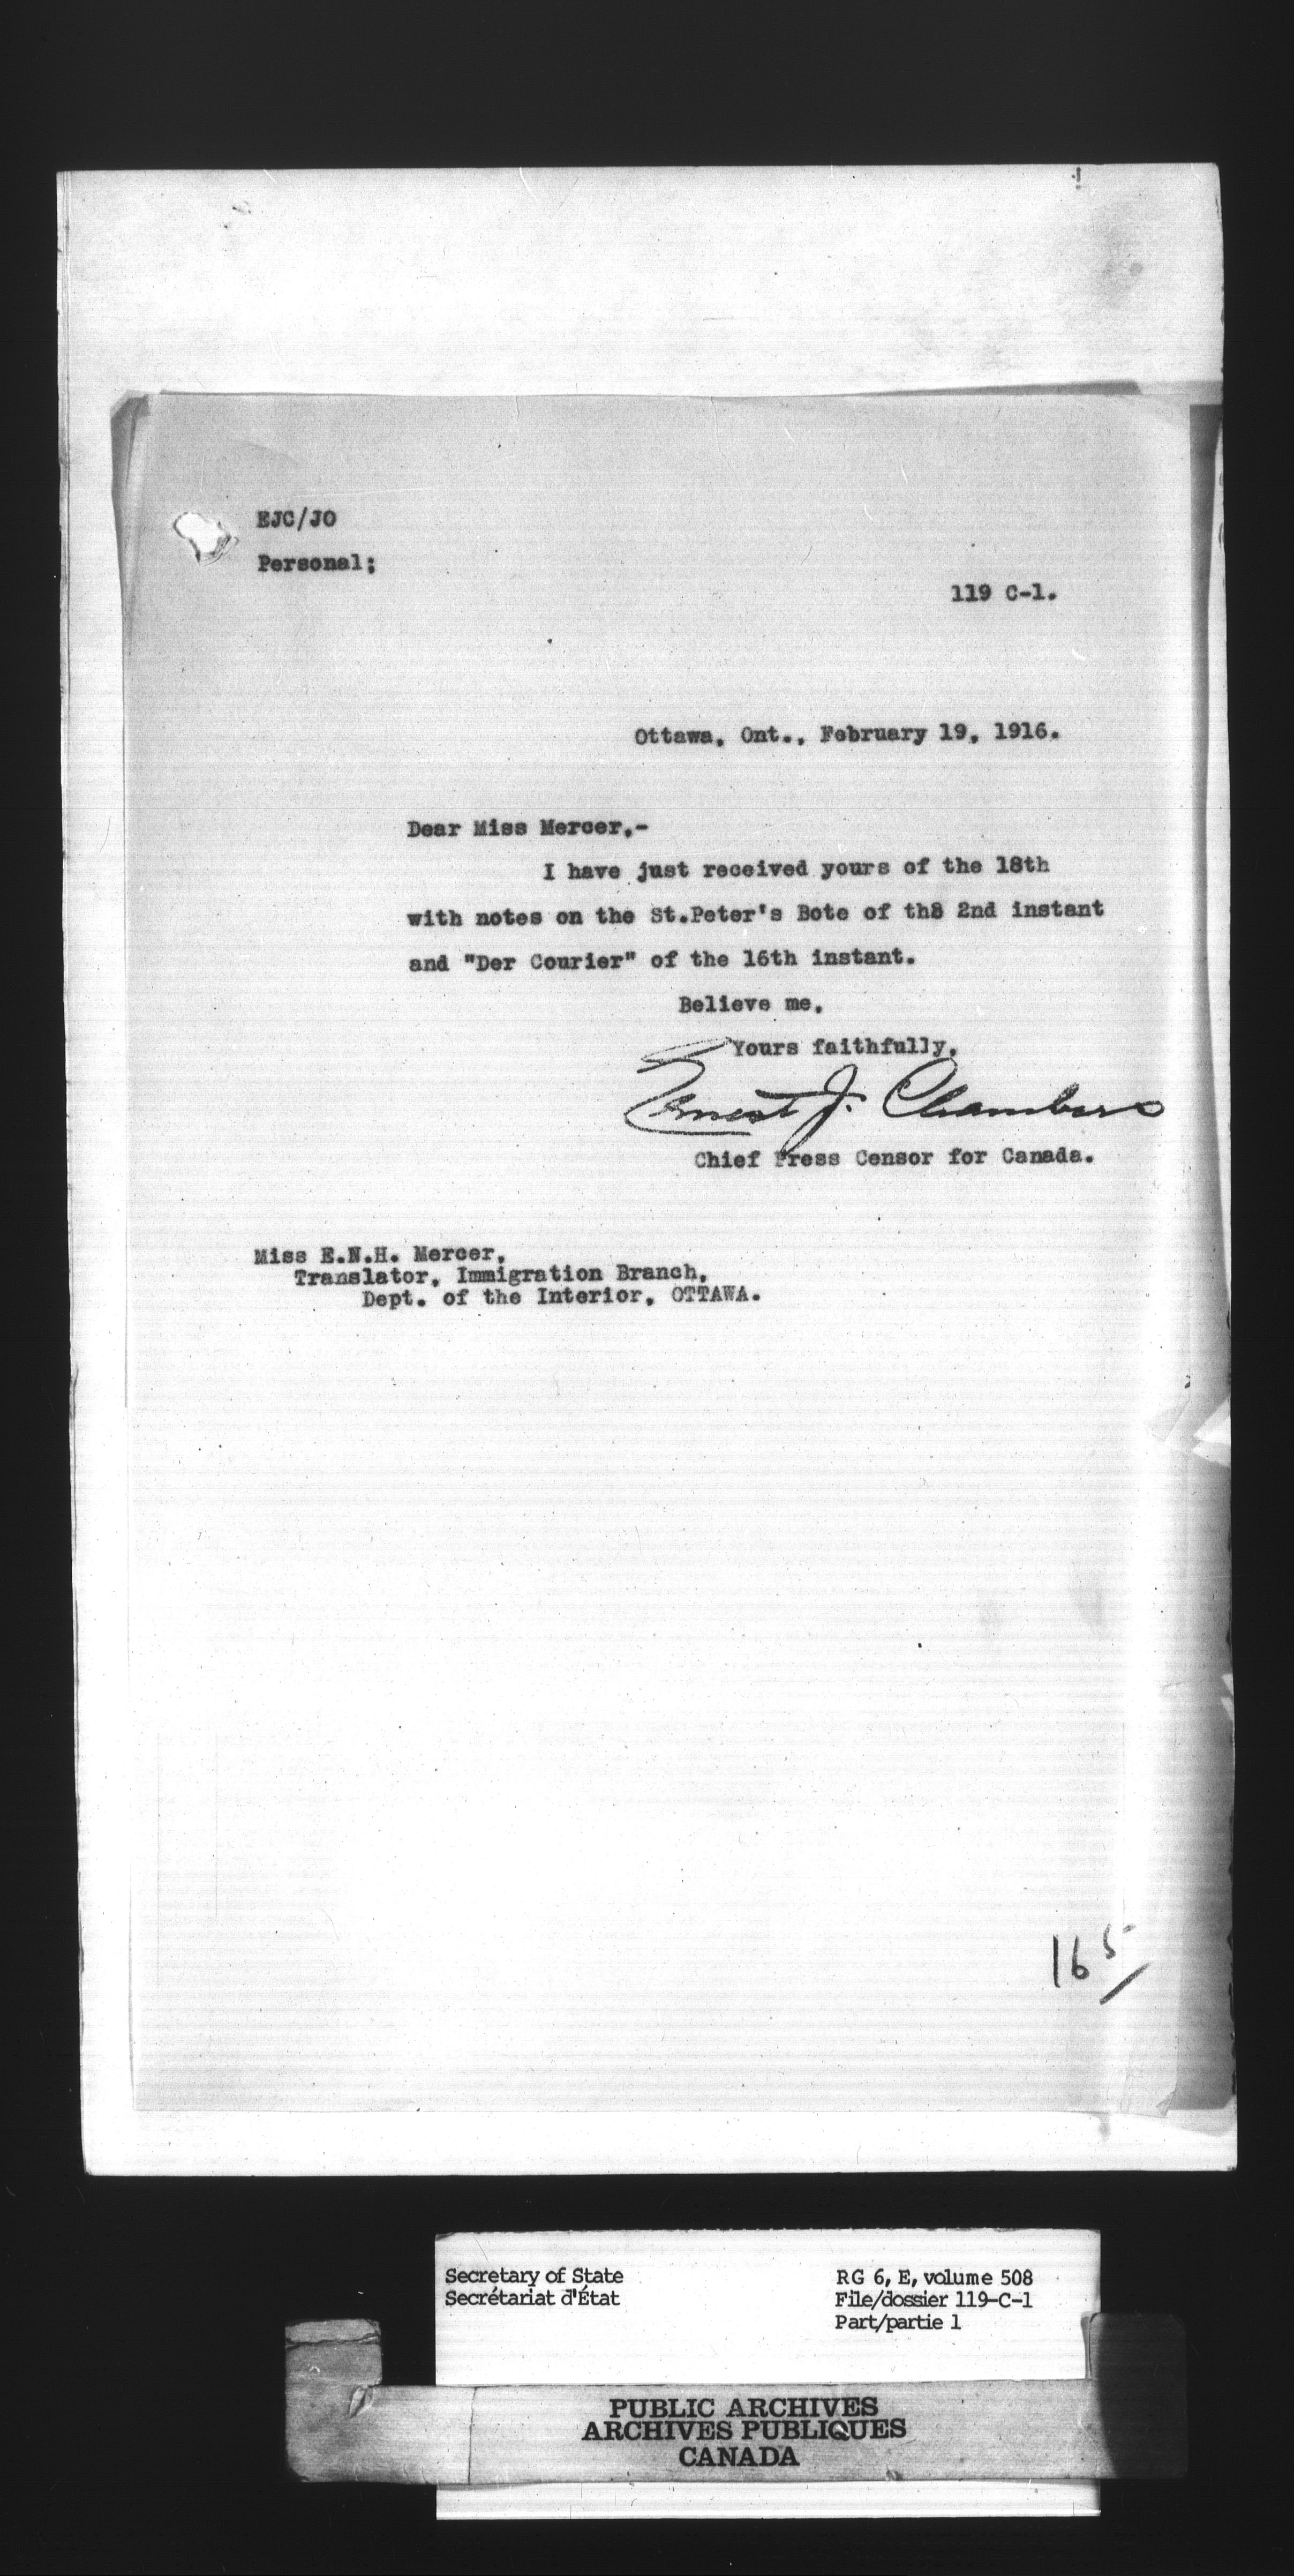 EJC/JO
Personal;
119 C-1.
Ottawa, Ont., February 19, 1916.
Dear Miss Mercer,-
I have just received yours of the 18th
with notes on the St.Peter's Bote of the 2nd instant
and "Der Courier" of the 16th instant.
Believe me,
Yours faithfully,
Ernest J. Chambers
Chief Press Censor for Canada.
Miss E.N.H. Mercer,
Translator, Immigration Branch,
Dept. of the Interior, OTTAWA.
165
Secretary of State
Secrétariat d'État
RG 6, E, volume 508
File/dossier 119-C-1
Part/partie 1
PUBLIC ARCHIVES
ARCHIVES PUBLIQUES
CANADA